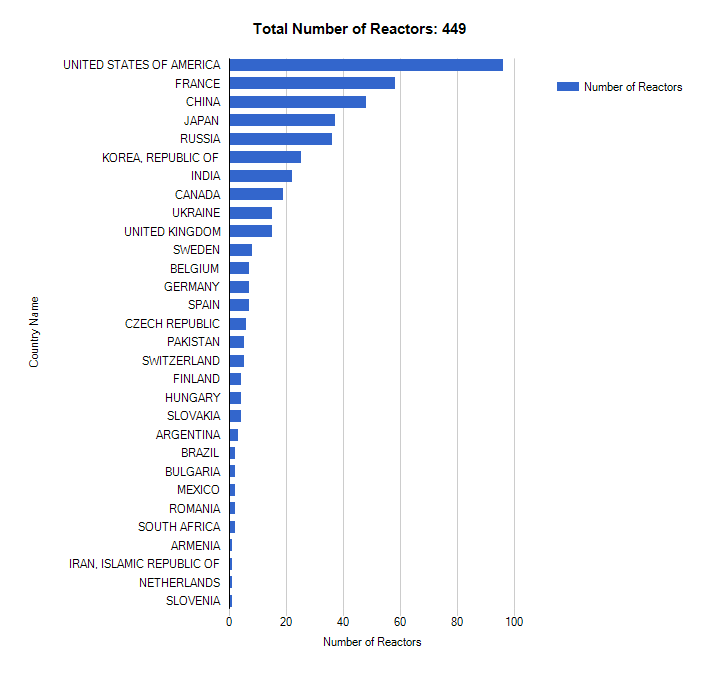 Total Number of Reactors: 449
UNITED STATES OF AMERICA
FRANCE
CHINA
JAPAN
RUSSIA
KOREA, REPUBLIC OF
INDIA
CANADA
UKRAINE
UNITED KINGDOM
SWEDEN
BELGIUM
GERMANY
SPAIN
CZECH REPUBLIC
PAKISTAN
SWITZERLAND
FINLAND
HUNGARY
SLOVAKIA
ARGENTINA
BRAZIL
BULGARIA
MEXICO
ROMANIA
SOUTH AFRICA
ARMENIA
IRAN, ISLAMIC REPUBLIC OF
NETHERLANDS
SLOVENIA
Country Name
0 20 40 60 80 100
Number of Reactors
Number of Reactors